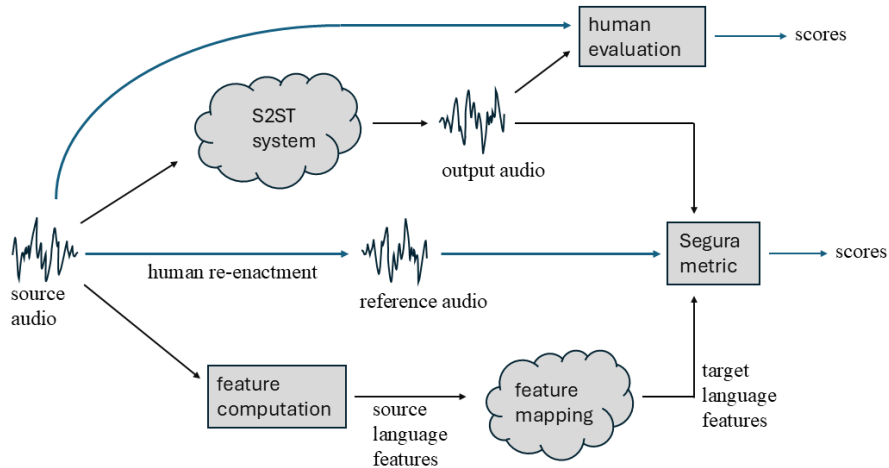 human
evaluation
scores
S2ST
system
output audio
source
audio
human re-enactment
reference audio
Segura
metric
scores
feature
computation
source
language
features
feature
mapping
target
language
features